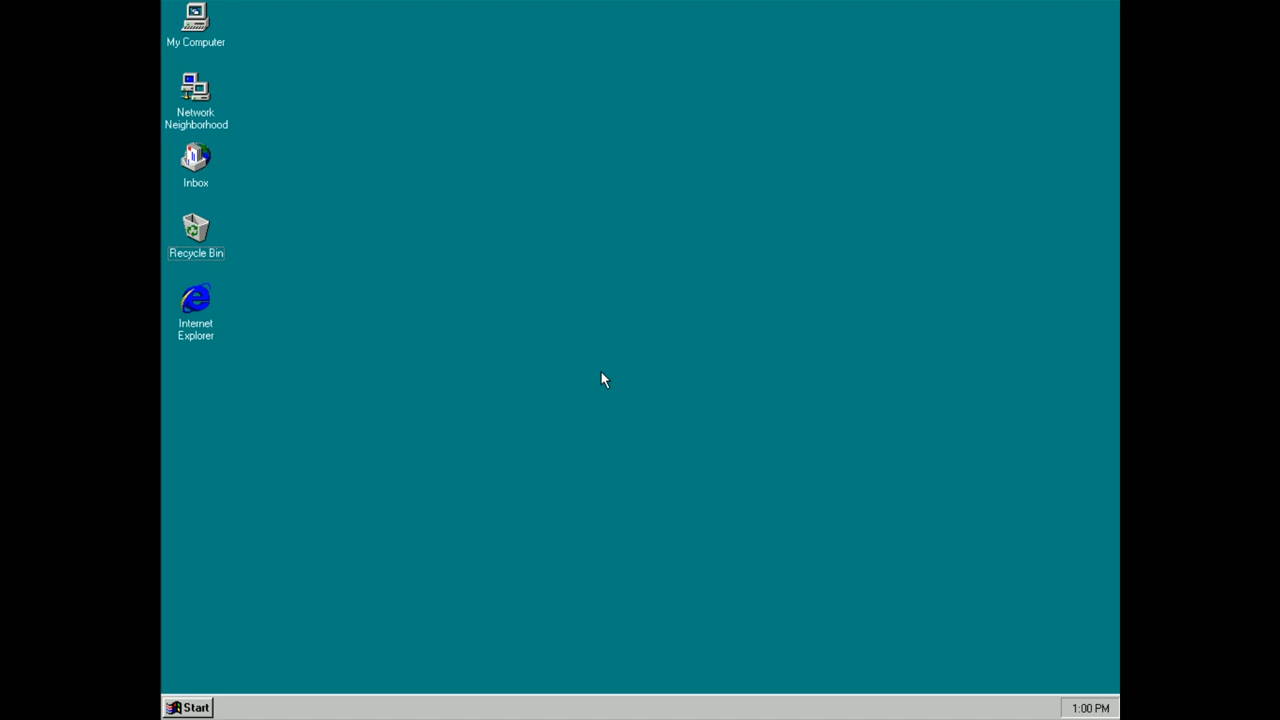 My Computer
Network
Neighborhood
Inbox
Recycle Bin
Internet
Explorer
Start
1:00 PM